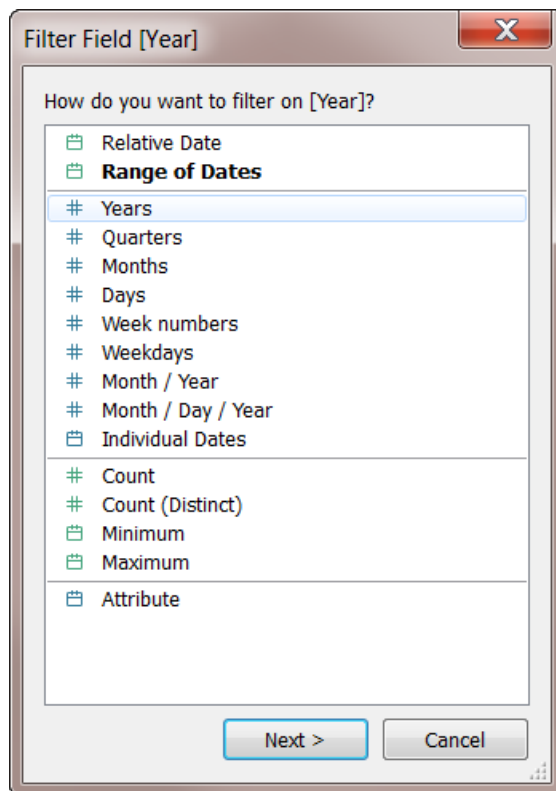 Filter Field [Year]
How do you want to filter on [Year]?
Relative Date
Range of Dates
Years
Quarters
Months
Days
Week numbers
Weekdays
Month / Year
Month / Day / Year
Individual Dates
Count
Count (Distinct)
Minimum
Maximum
Attribute
Next >
Cancel